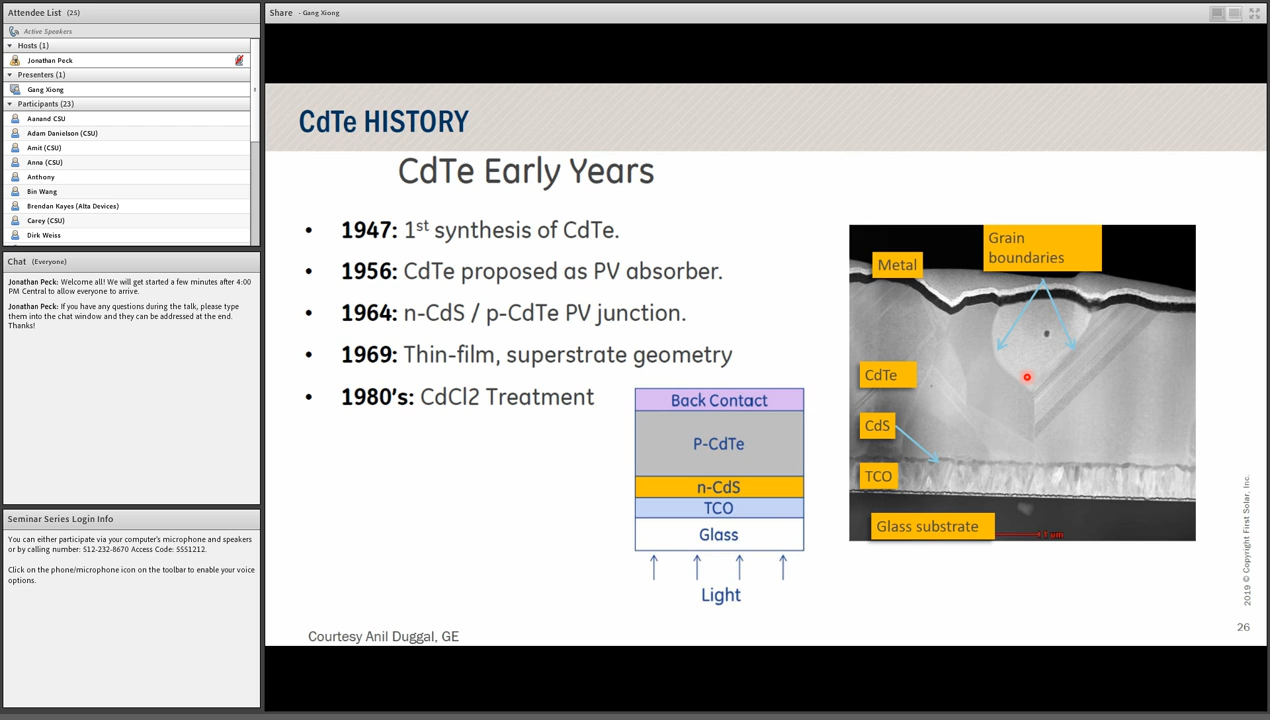 Attendee List (25)
Active Speakers
Hosts (1)
Jonathan Peck
Presenters (1)
Gang Xiong
Participants (23)
Aanand CSU
Adam Danielson (CSU)
Amit (CSU)
Anna (CSU)
Anthony
Bin Wang
Brendan Kayes (Alta Devices)
Carey (CSU)
Dirk Weiss
Chat (Everyone)
Jonathan Peck: Welcome all! We will get started a few minutes after 4:00
PM Central to allow everyone to arrive.
Jonathan Peck: If you have any questions during the talk, please type
them into the chat window and they can be addressed at the end.
Thanks!
Seminar Series Login Info
You can either participate via your computer's microphone and speakers
or by calling number: 512-232-8670 Access Code: 5551212.
Click on the phone/microphone icon on the toolbar to enable your voice
options.
Share - Gang Xiong
CdTe HISTORY
CdTe Early Years
• 1947: 1st synthesis of CdTe.
• 1956: CdTe proposed as PV absorber.
• 1964: n-CdS / p-CdTe PV junction.
• 1969: Thin-film, superstrate geometry
• 1980's: CdCl2 Treatment
Back Contact
P-CdTe
n-CdS
TCO
Glass
Light
Grain
boundaries
Metal
CdTe
CdS
TCO
Glass substrate
1 µm
Courtesy Anil Duggal, GE
2019 © Copyright First Solar, Inc.
26